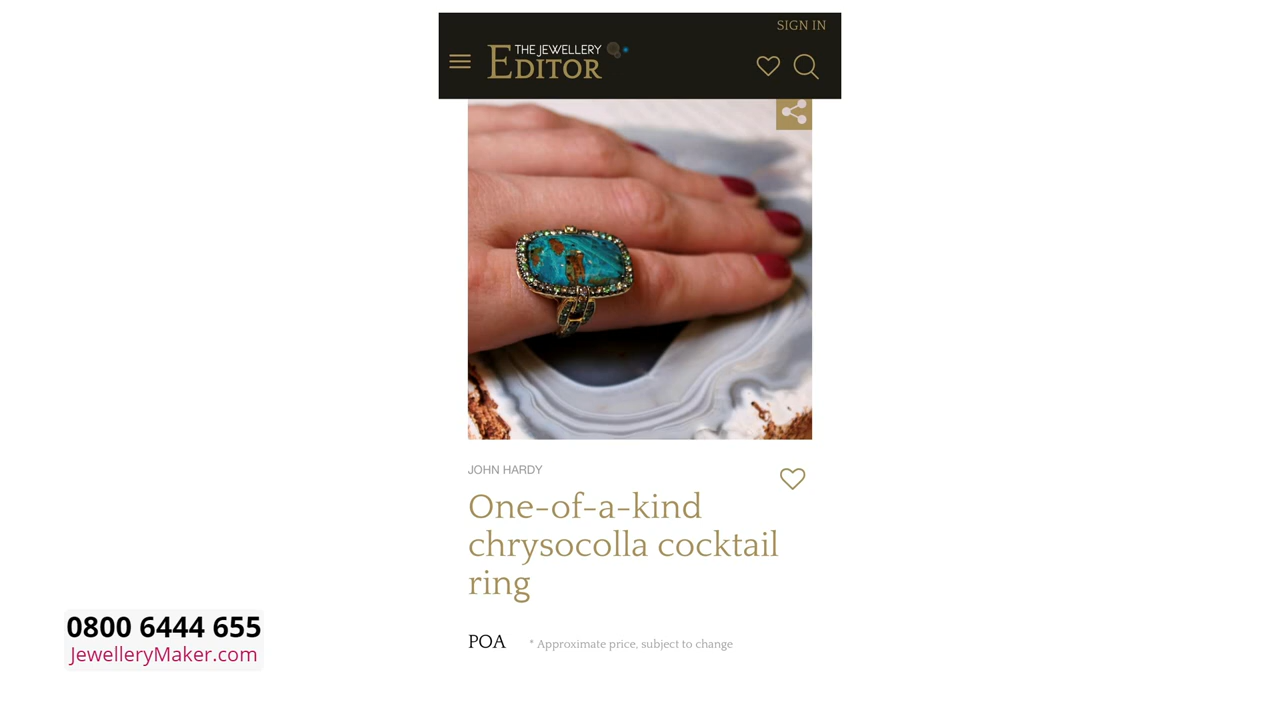 SIGN IN
THE JEWELLERY
EDITOR
JOHN HARDY
One-of-a-kind
chrysocolla cocktail
ring
POA * Approximate price, subject to change
0800 6444 655
JewelleryMaker.com